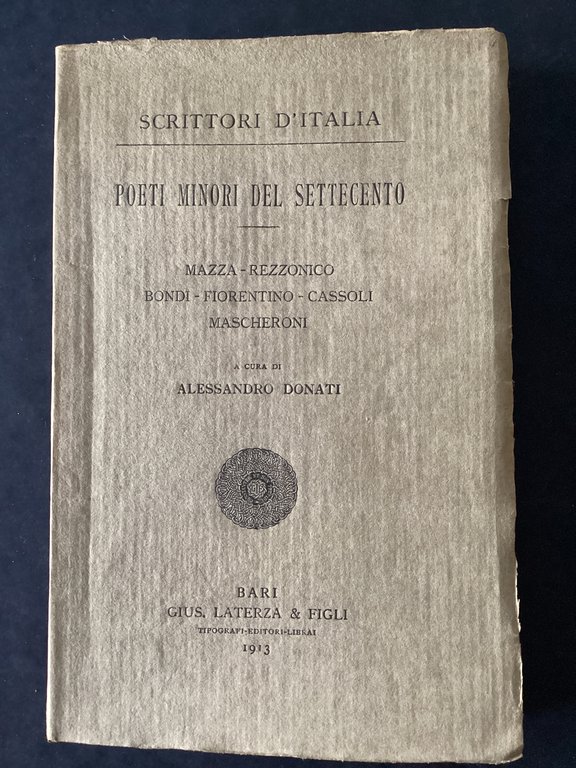 SCRITTORI D'ITALIA
POETI MINORI DEL SETTECENTO
MAZZA - REZZONICO
BONDI - FIORENTINO - CASSOLI
MASCHERONI
A CURA DI
ALESSANDRO DONATI
BARI
GIUS. LATERZA & FIGLI
TIPOGRAFI-EDITORI-LIBRAI
1913